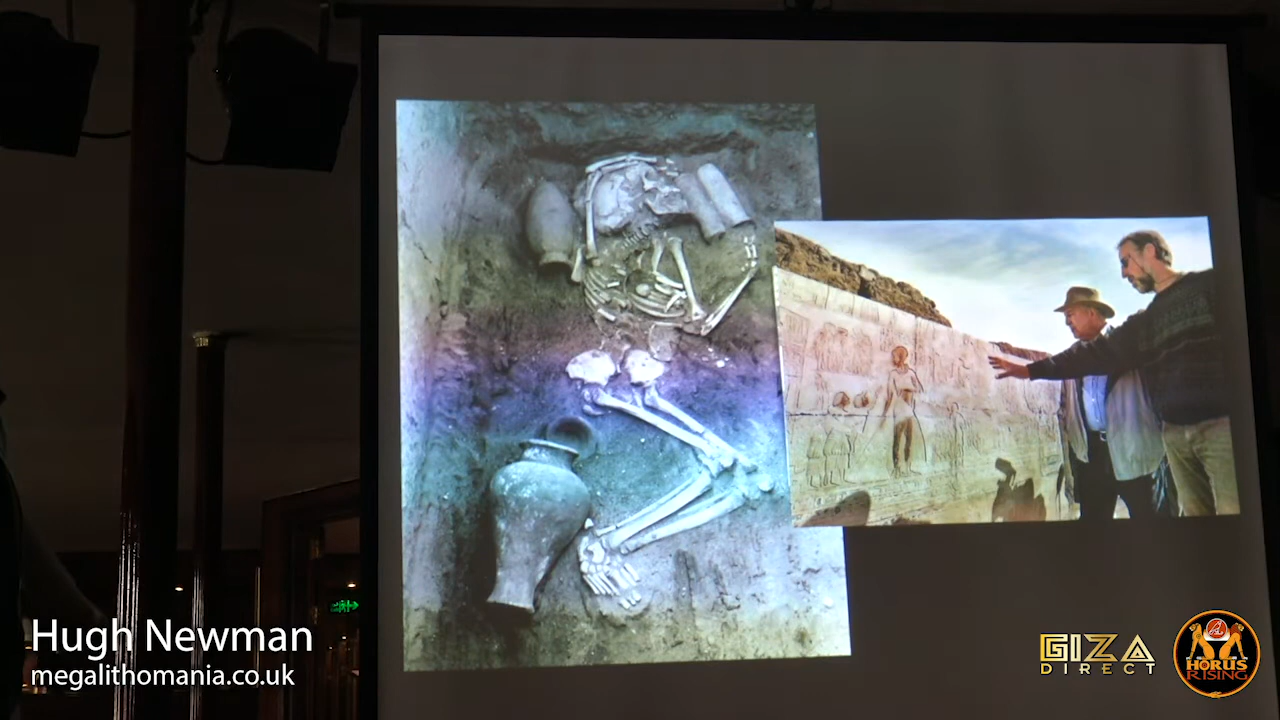 Hugh Newman
megalithomania.co.uk
GIZA
DIRECT
HORUS
RISING